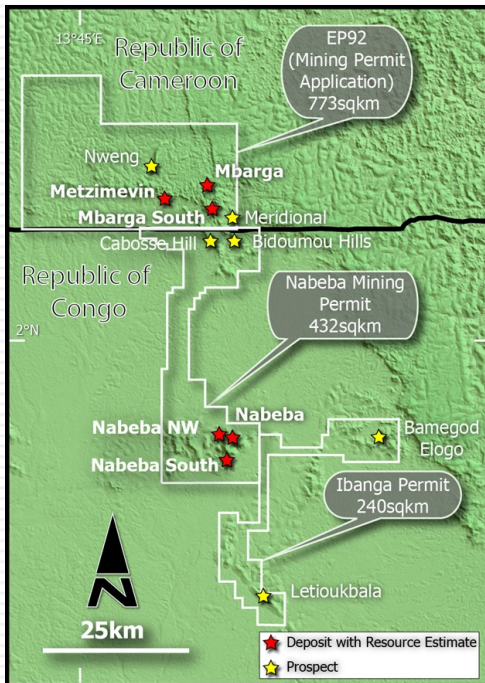 13°45'E
Republic of
Cameroon
EP92
(Mining Permit
Application)
773sqkm
Nweng
Mbarga
Metzimevin
Mbarga South
Meridional
Cabosse Hill
Bidoumou Hills
Republic of
Congo
Nabeba Mining
Permit
432sqkm
2°N
Nabeba NW
Nabeba
Nabeba South
Bamegod
Elogo
Ibanga Permit
240sqkm
Letioukbala
N
25km
Deposit with Resource Estimate
Prospect